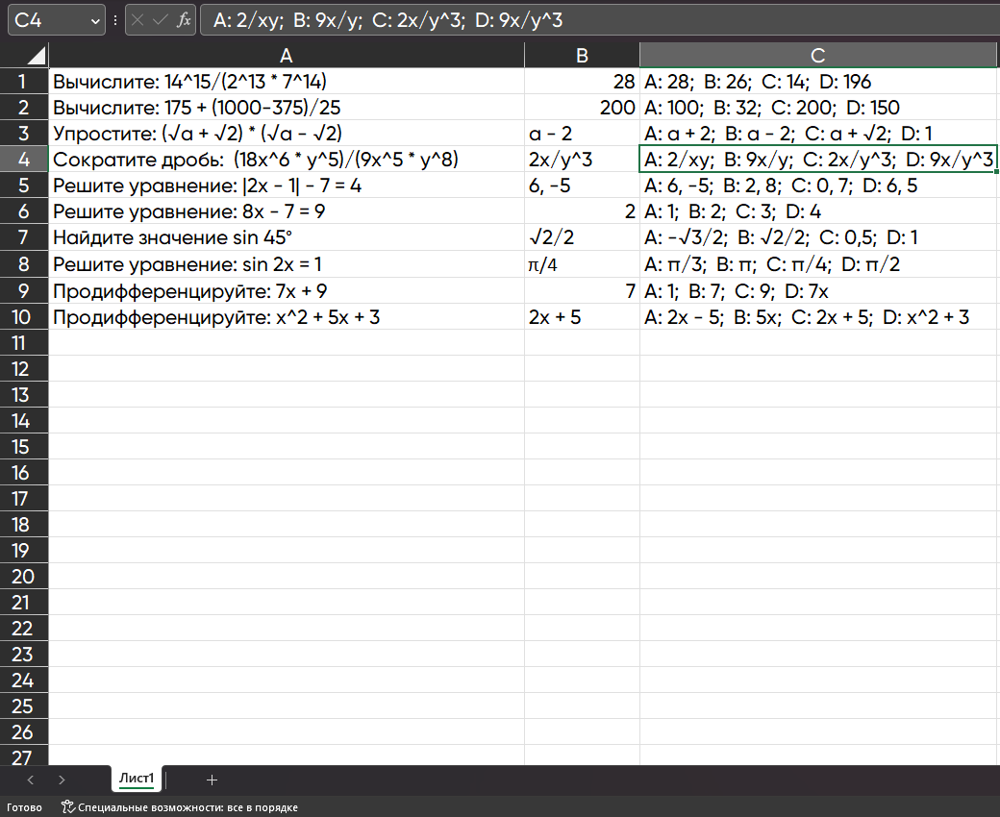 C4 fx A: 2/xy; B: 9x/y; C: 2x/y^3; D: 9x/y^3
A B C
1 Вычислите: 14^15/(2^13 * 7^14) 28 A: 28; B: 26; C: 14; D: 196
2 Вычислите: 175 + (1000-375)/25 200 A: 100; B: 32; C: 200; D: 150
3 Упростите: (√a + √2) * (√a - √2) a - 2 A: a + 2; B: a - 2; C: a + √2; D: 1
4 Сократите дробь: (18x^6 * y^5)/(9x^5 * y^8) 2x/y^3 A: 2/xy; B: 9x/y; C: 2x/y^3; D: 9x/y^3
5 Решите уравнение: |2x - 1| - 7 = 4 6, -5 A: 6, -5; B: 2, 8; C: 0, 7; D: 6, 5
6 Решите уравнение: 8x - 7 = 9 2 A: 1; B: 2; C: 3; D: 4
7 Найдите значение sin 45° √2/2 A: -√3/2; B: √2/2; C: 0,5; D: 1
8 Решите уравнение: sin 2x = 1 π/4 A: π/3; B: π; C: π/4; D: π/2
9 Продифференцируйте: 7x + 9 7 A: 1; B: 7; C: 9; D: 7x
10 Продифференцируйте: x^2 + 5x + 3 2x + 5 A: 2x - 5; B: 5x; C: 2x + 5; D: x^2 + 3
11
12
13
14
15
16
17
18
19
20
21
22
23
24
25
26
27
Лист1
Готово Специальные возможности: все в порядке